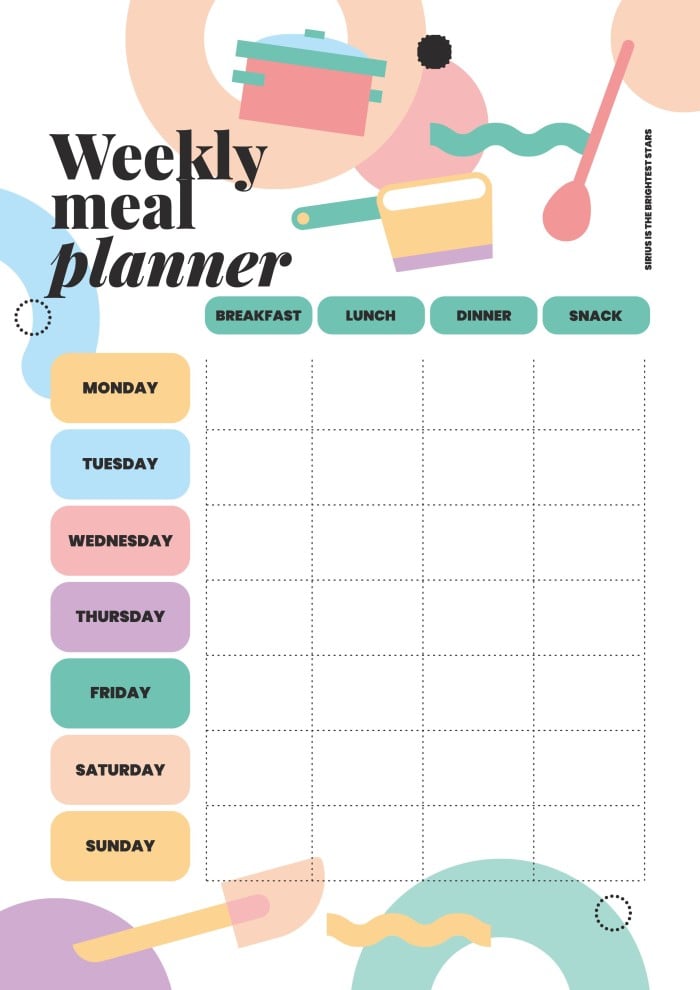 Weekly
meal
planner
SIRIUS IS THE BRIGHTEST STARS
BREAKFAST LUNCH DINNER SNACK
MONDAY
TUESDAY
WEDNESDAY
THURSDAY
FRIDAY
SATURDAY
SUNDAY